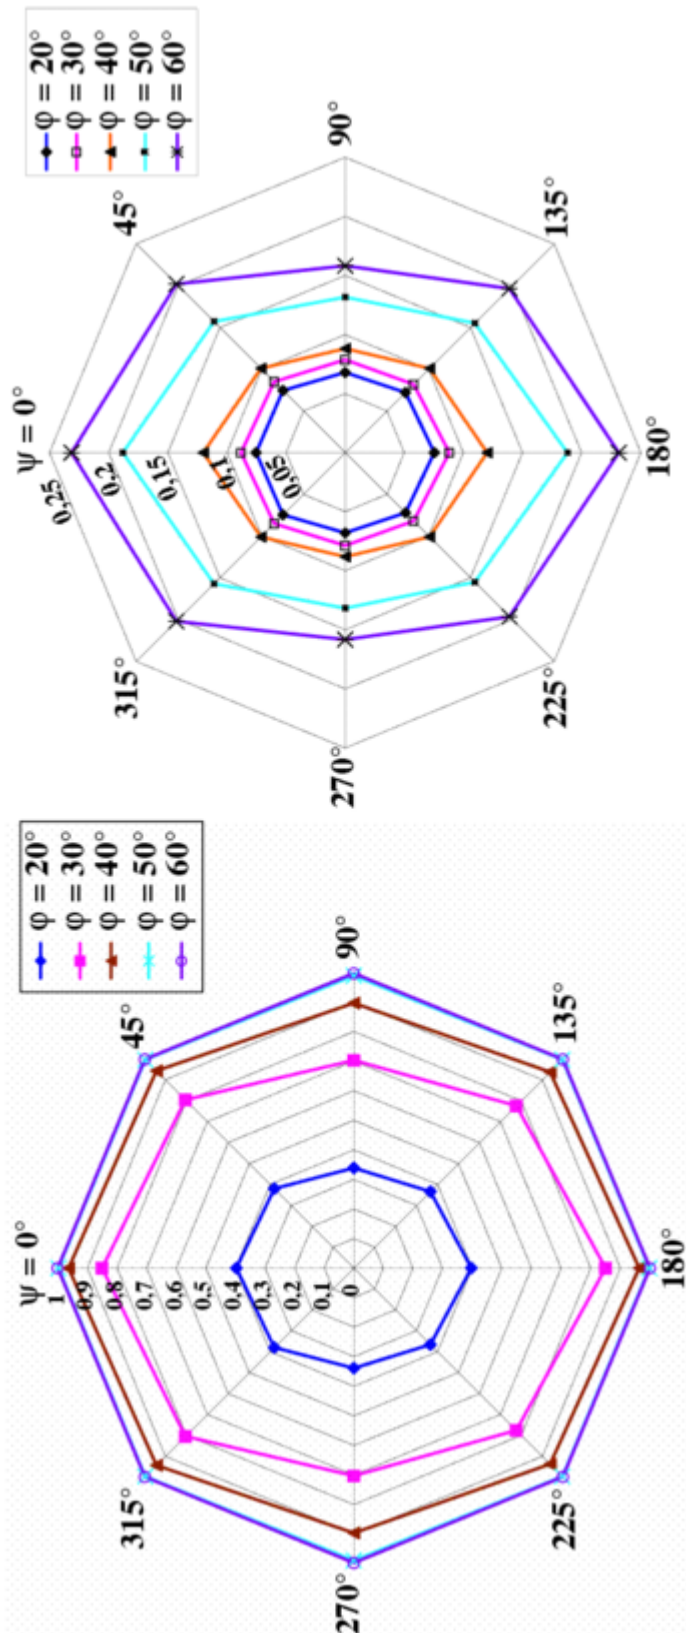 φ = 20°
φ = 30°
φ = 40°
φ = 50°
φ = 60°
ψ = 0°
45°
90°
135°
180°
225°
270°
315°
0,25
0,2
0,15
0,1
0,05
φ = 20°
φ = 30°
φ = 40°
φ = 50°
φ = 60°
ψ = 0°
45°
90°
135°
180°
225°
270°
315°
1
0.9
0.8
0.7
0.6
0.5
0.4
0.3
0.2
0.1
0